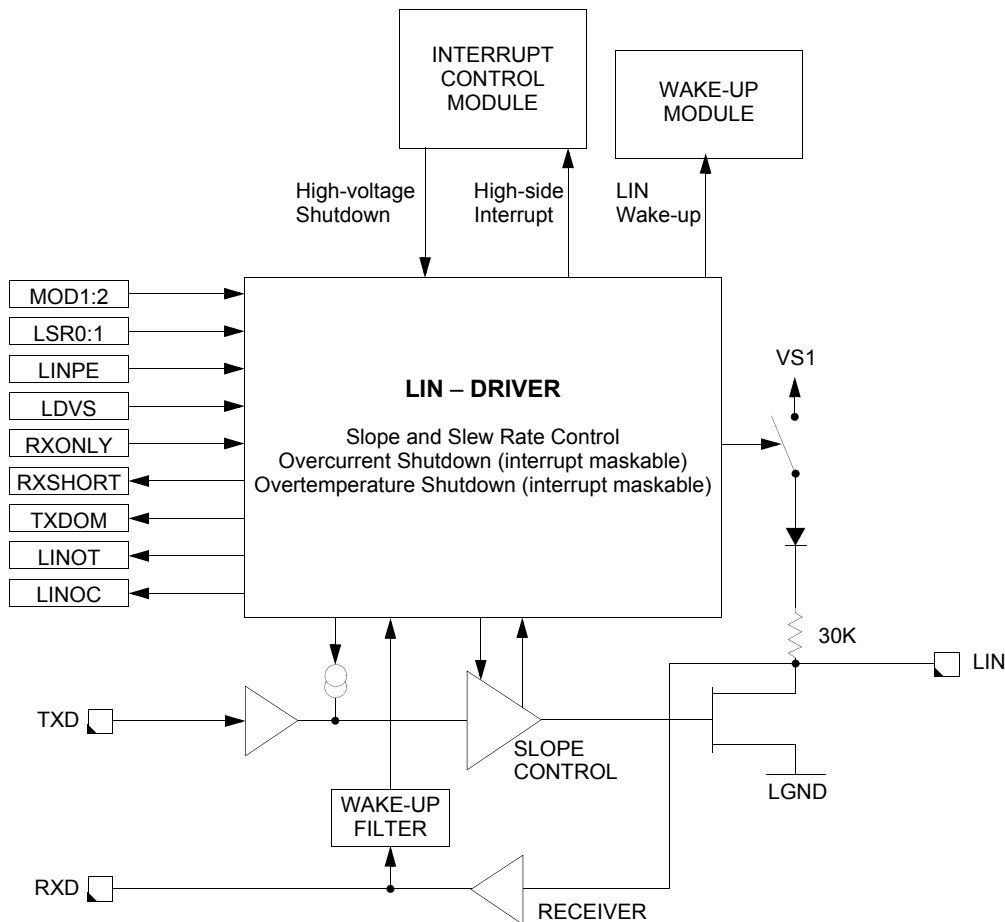 INTERRUPT
CONTROL
MODULE
WAKE-UP
MODULE
High-voltage
Shutdown
High-side
Interrupt
LIN
Wake-up
MOD1:2
LSR0:1
LINPE
LDVS
RXONLY
RXSHORT
TXDOM
LINOT
LINOC
LIN – DRIVER
Slope and Slew Rate Control
Overcurrent Shutdown (interrupt maskable)
Overtemperature Shutdown (interrupt maskable)
VS1
30K
LIN
TXD
SLOPE
CONTROL
LGND
WAKE-UP
FILTER
RXD
RECEIVER